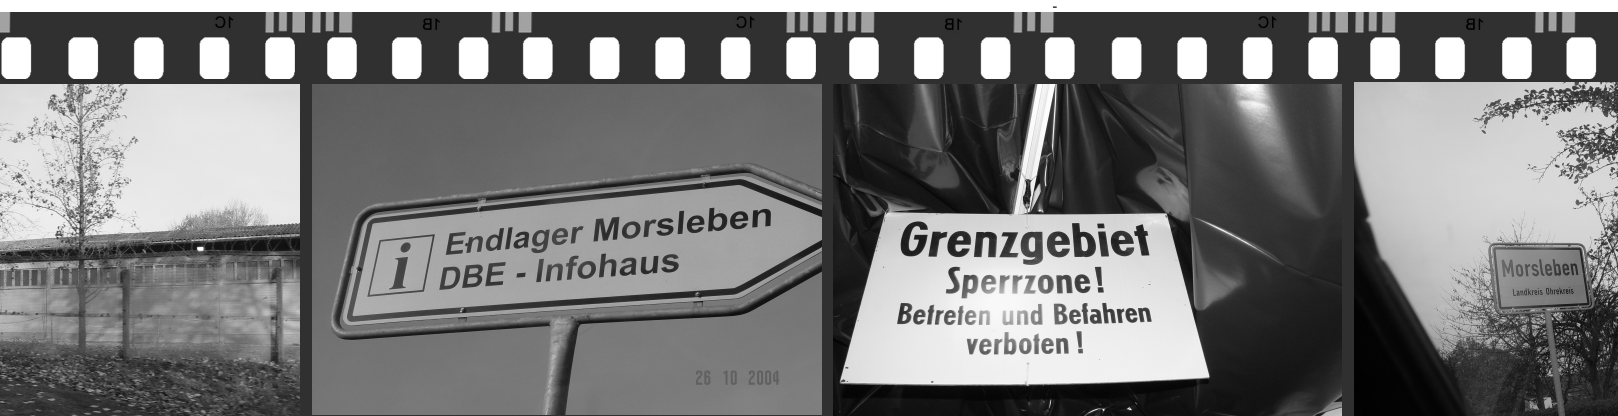 1C
1B
1C
1B
1C
1B
i
Endlager Morsleben
DBE - Infohaus
26 10 2004
Grenzgebiet
Sperrzone!
Betreten und Befahren
verboten!
Morsleben
Landkreis Ohrekreis